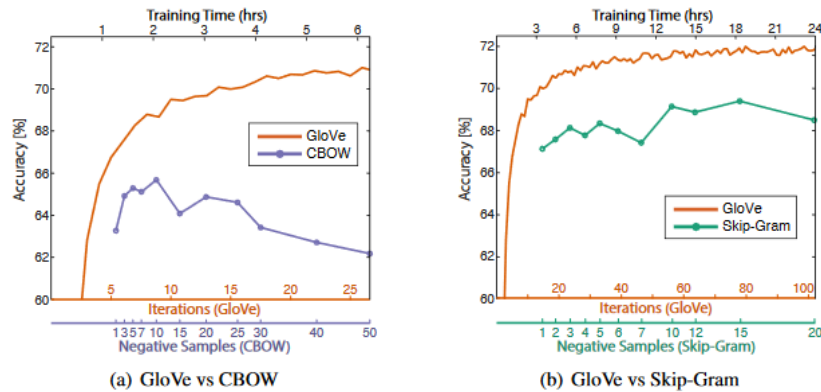 Training Time (hrs)
1 2 3 4 5 6
72
70
68
66
64
62
60
Accuracy [%]
GloVe
CBOW
5 10 15 20 25
Iterations (GloVe)
1 3 5 7 10 15 20 25 30 40 50
Negative Samples (CBOW)
(a) GloVe vs CBOW
Training Time (hrs)
3 6 9 12 15 18 21 24
72
70
68
66
64
62
60
Accuracy [%]
GloVe
Skip-Gram
20 40 60 80 100
Iterations (GloVe)
1 2 3 4 5 6 7 10 12 15 20
Negative Samples (Skip-Gram)
(b) GloVe vs Skip-Gram